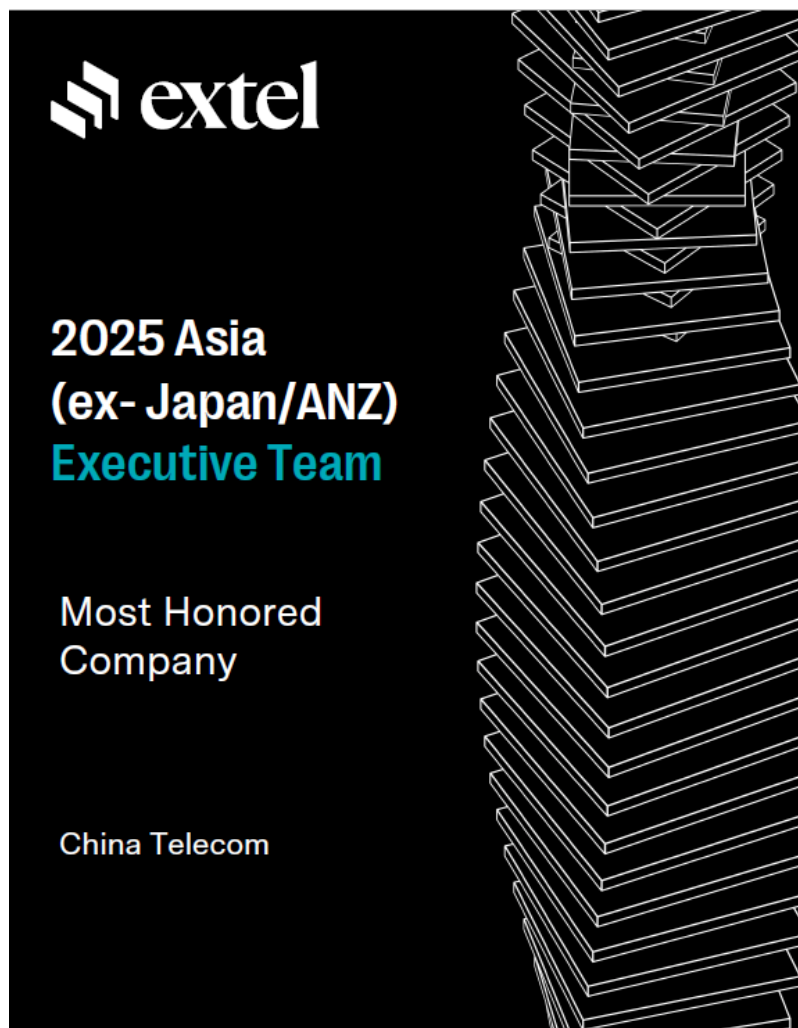 extel
2025 Asia
(ex- Japan/ANZ)
Executive Team
Most Honored
Company
China Telecom